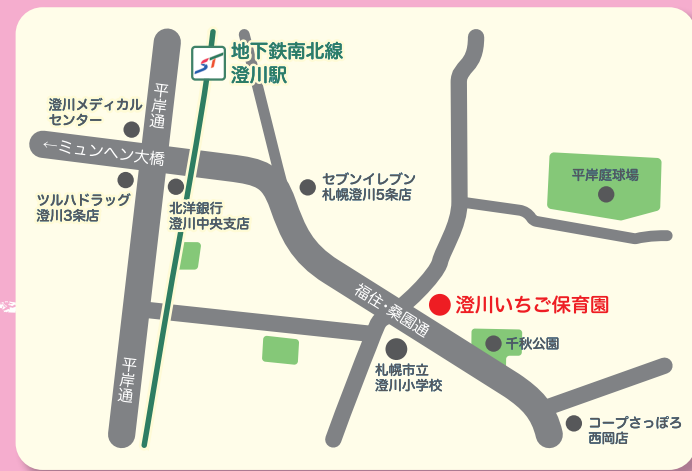 地下鉄南北線
澄川駅
ST
澄川メディカル
センター
平岸通
←ミュンヘン大橋
ツルハドラッグ
澄川3条店
北洋銀行
澄川中央支店
セブンイレブン
札幌澄川5条店
平岸庭球場
福住・桑園通
澄川いちご保育園
千秋公園
札幌市立
澄川小学校
平岸通
コープさっぽろ
西岡店